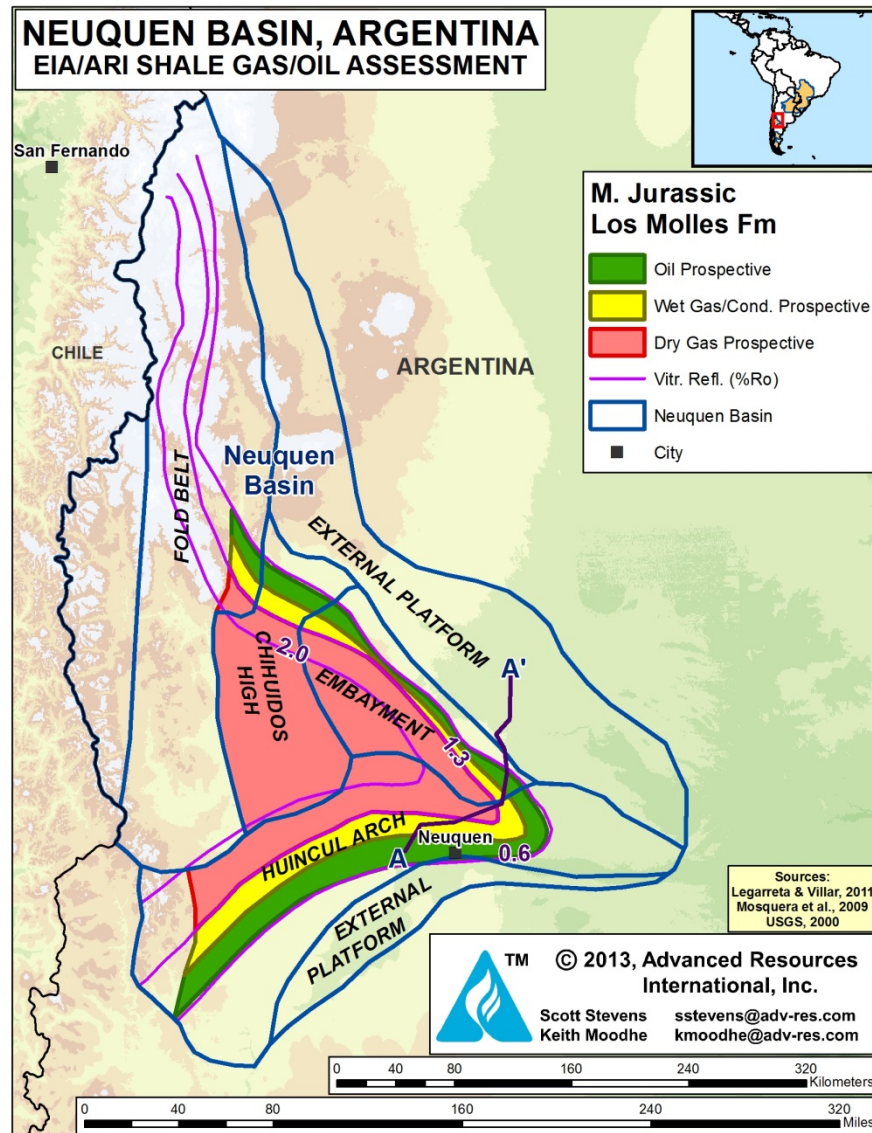 NEUQUEN BASIN, ARGENTINA
EIA/ARI SHALE GAS/OIL ASSESSMENT
San Fernando
CHILE
ARGENTINA
M. Jurassic
Los Molles Fm
Oil Prospective
Wet Gas/Cond. Prospective
Dry Gas Prospective
Vitr. Refl. (%Ro)
Neuquen Basin
City
Neuquen
Basin
FOLD BELT
EXTERNAL PLATFORM
CHIHUIDOS
HIGH
2.0
EMBAYMENT
A'
1.3
HUINCUL ARCH
Neuquen
A
0.6
EXTERNAL
PLATFORM
Sources:
Legarreta & Villar, 2011
Mosquera et al., 2009
USGS, 2000
TM
© 2013, Advanced Resources
International, Inc.
Scott Stevens sstevens@adv-res.com
Keith Moodhe kmoodhe@adv-res.com
0 40 80 160 240 320
Kilometers
0 40 80 160 240 320
Miles